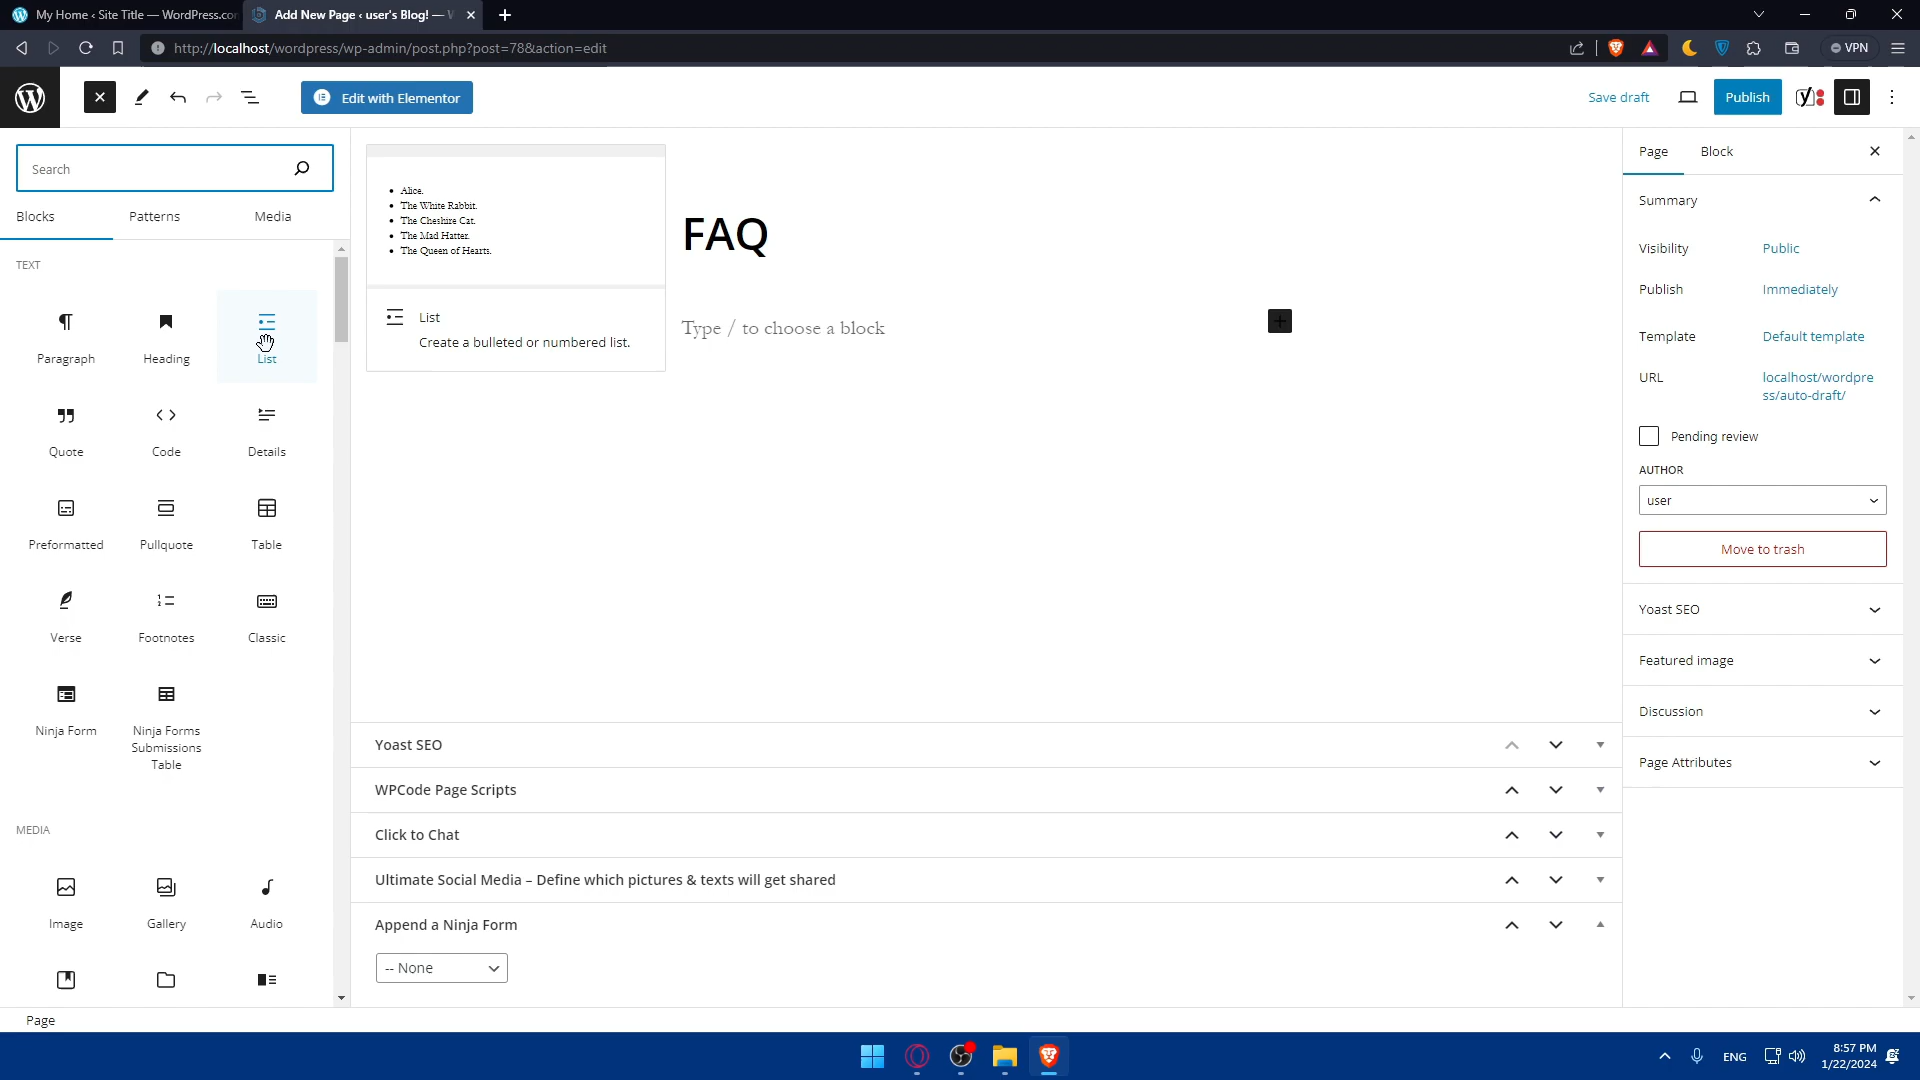 My Home ‹ Site Title — WordPress.con
Add New Page ‹ user's Blog! — W
http://localhost/wordpress/wp-admin/post.php?post=78&action=edit
VPN
Edit with Elementor
Save draft
Publish
Search
Blocks
Patterns
Media
TEXT
Paragraph
Heading
List
Quote
Code
Details
Preformatted
Pullquote
Table
Verse
Footnotes
Classic
Ninja Form
Ninja Forms
Submissions
Table
MEDIA
Image
Gallery
Audio
Alice.
The White Rabbit.
The Cheshire Cat.
The Mad Hatter.
The Queen of Hearts.
List
Create a bulleted or numbered list.
FAQ
Type / to choose a block
Yoast SEO
WPCode Page Scripts
Click to Chat
Ultimate Social Media – Define which pictures & texts will get shared
Append a Ninja Form
-- None
Page
Block
Summary
Visibility
Public
Publish
Immediately
Template
Default template
URL
localhost/wordpre
ss/auto-draft/
Pending review
AUTHOR
user
Move to trash
Yoast SEO
Featured image
Discussion
Page Attributes
Page
ENG
8:57 PM
1/22/2024